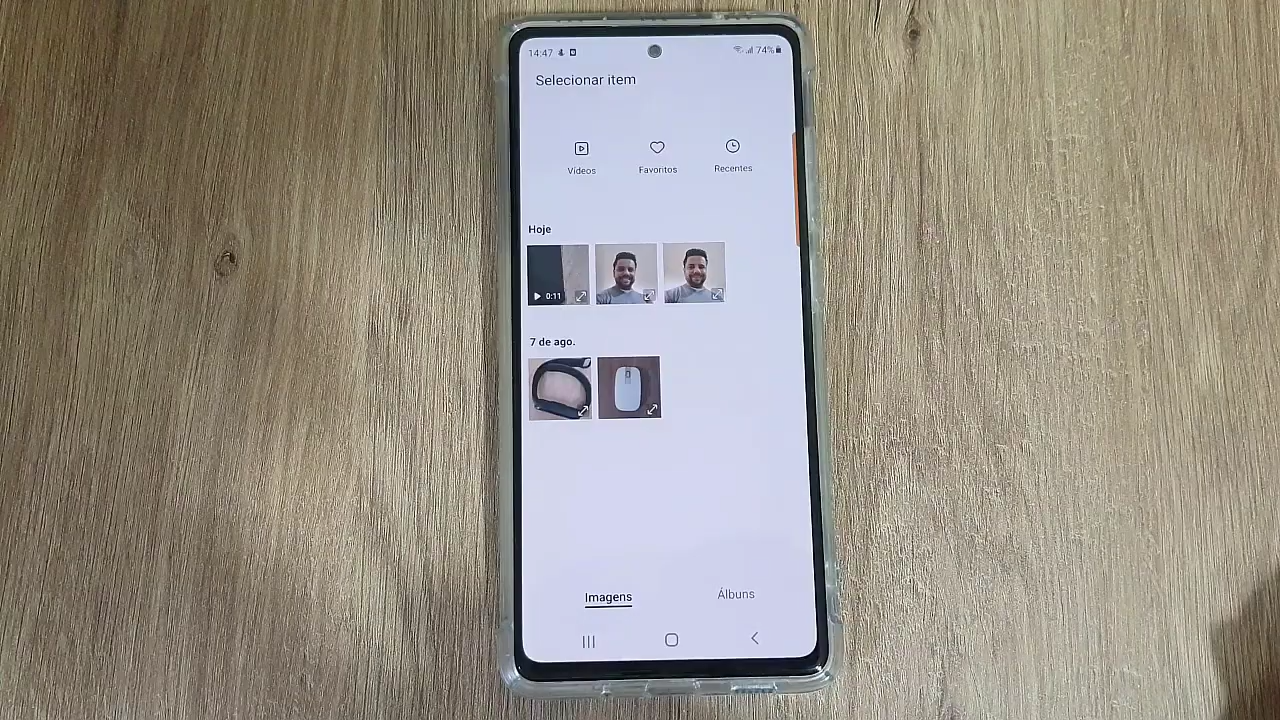 14:47 74%
Selecionar item
Vídeos Favoritos Recentes
Hoje
0:11
7 de ago.
Imagens Álbuns